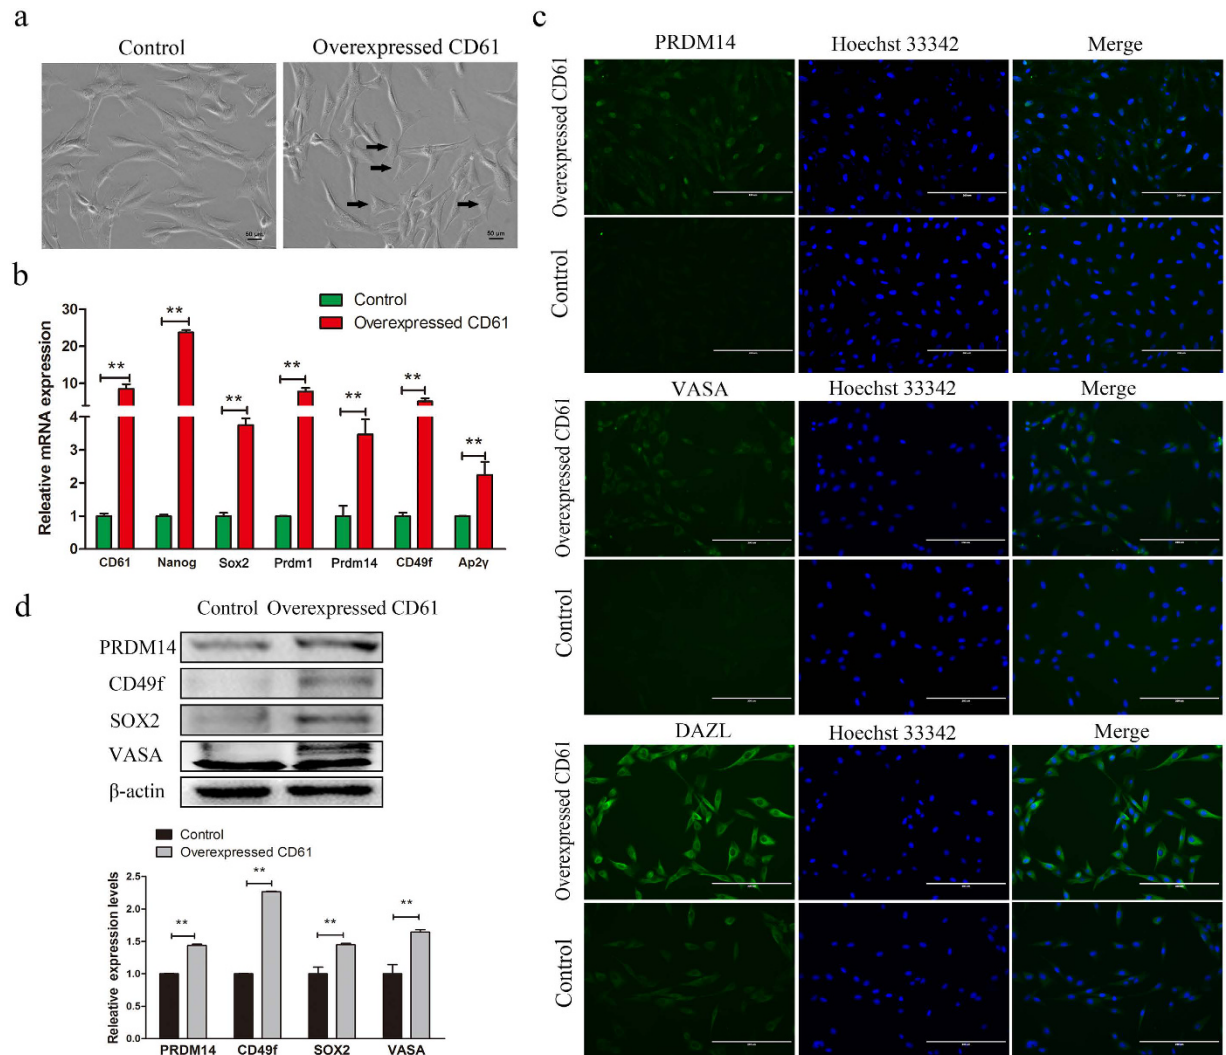 a
Control
Overexpressed CD61
50 μm
50 μm
b
Control
Overexpressed CD61
Releative mRNA expression
30
20
10
4
2
1
0
**
**
**
**
**
**
**
CD61
Nanog
Sox2
Prdm1
Prdm14
CD49f
Ap2γ
d
Control Overexpressed CD61
PRDM14
CD49f
SOX2
VASA
β-actin
Control
Overexpressed CD61
Releative expression levels
2.5
2.0
1.5
1.0
0.5
0.0
**
**
**
**
PRDM14
CD49f
SOX2
VASA
c
PRDM14
Hoechst 33342
Merge
Overexpressed CD61
Control
VASA
Hoechst 33342
Merge
Overexpressed CD61
Control
DAZL
Hoechst 33342
Merge
Overexpressed CD61
Control